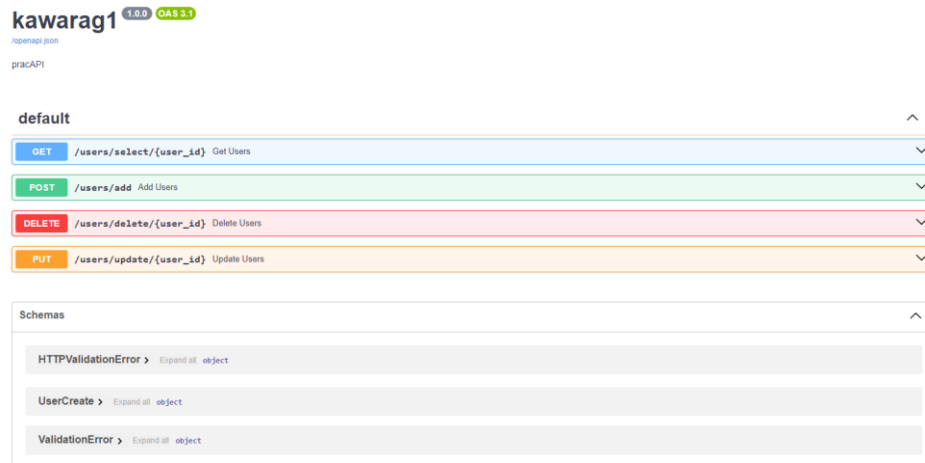 kawarag1 1.0.0 OAS 3.1
/openapi.json
pracAPI
default
GET /users/select/{user_id} Get Users
POST /users/add Add Users
DELETE /users/delete/{user_id} Delete Users
PUT /users/update/{user_id} Update Users
Schemas
HTTPValidationError Expand all object
UserCreate Expand all object
ValidationError Expand all object